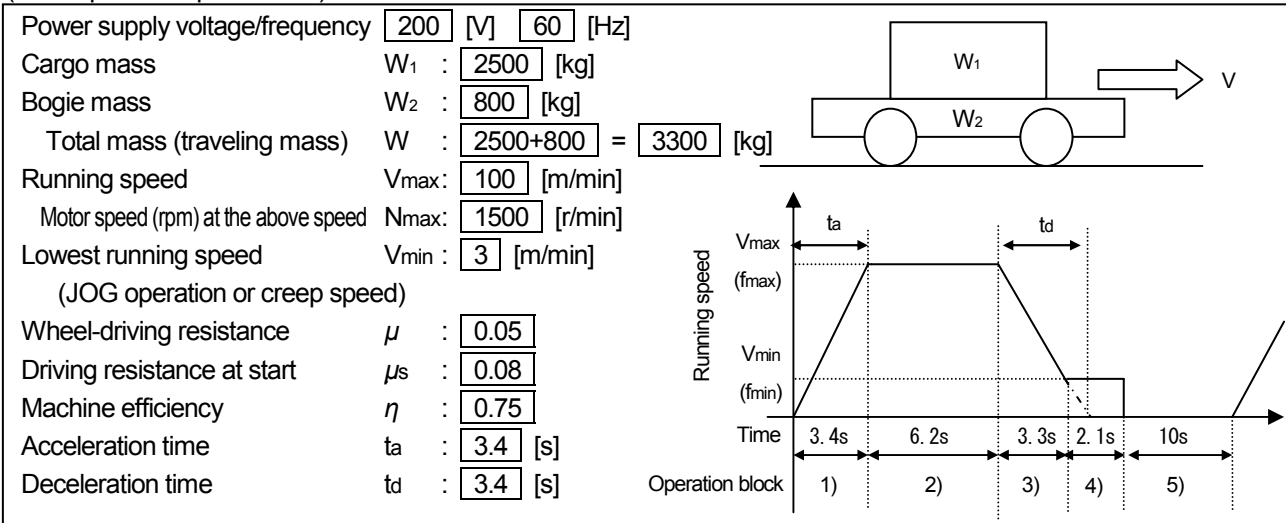 Power supply voltage/frequency 200 [V] 60 [Hz]
Cargo mass W1 : 2500 [kg]
Bogie mass W2 : 800 [kg]
Total mass (traveling mass) W : 2500+800 = 3300 [kg]
Running speed Vmax: 100 [m/min]
Motor speed (rpm) at the above speed Nmax: 1500 [r/min]
Lowest running speed Vmin : 3 [m/min]
(JOG operation or creep speed)
Wheel-driving resistance μ : 0.05
Driving resistance at start μs : 0.08
Machine efficiency η : 0.75
Acceleration time ta : 3.4 [s]
Deceleration time td : 3.4 [s]
W1
W2
V
ta
td
Vmax
(fmax)
Running speed
Vmin
(fmin)
Time 3. 4s 6. 2s 3. 3s 2. 1s 10s
Operation block 1) 2) 3) 4) 5)